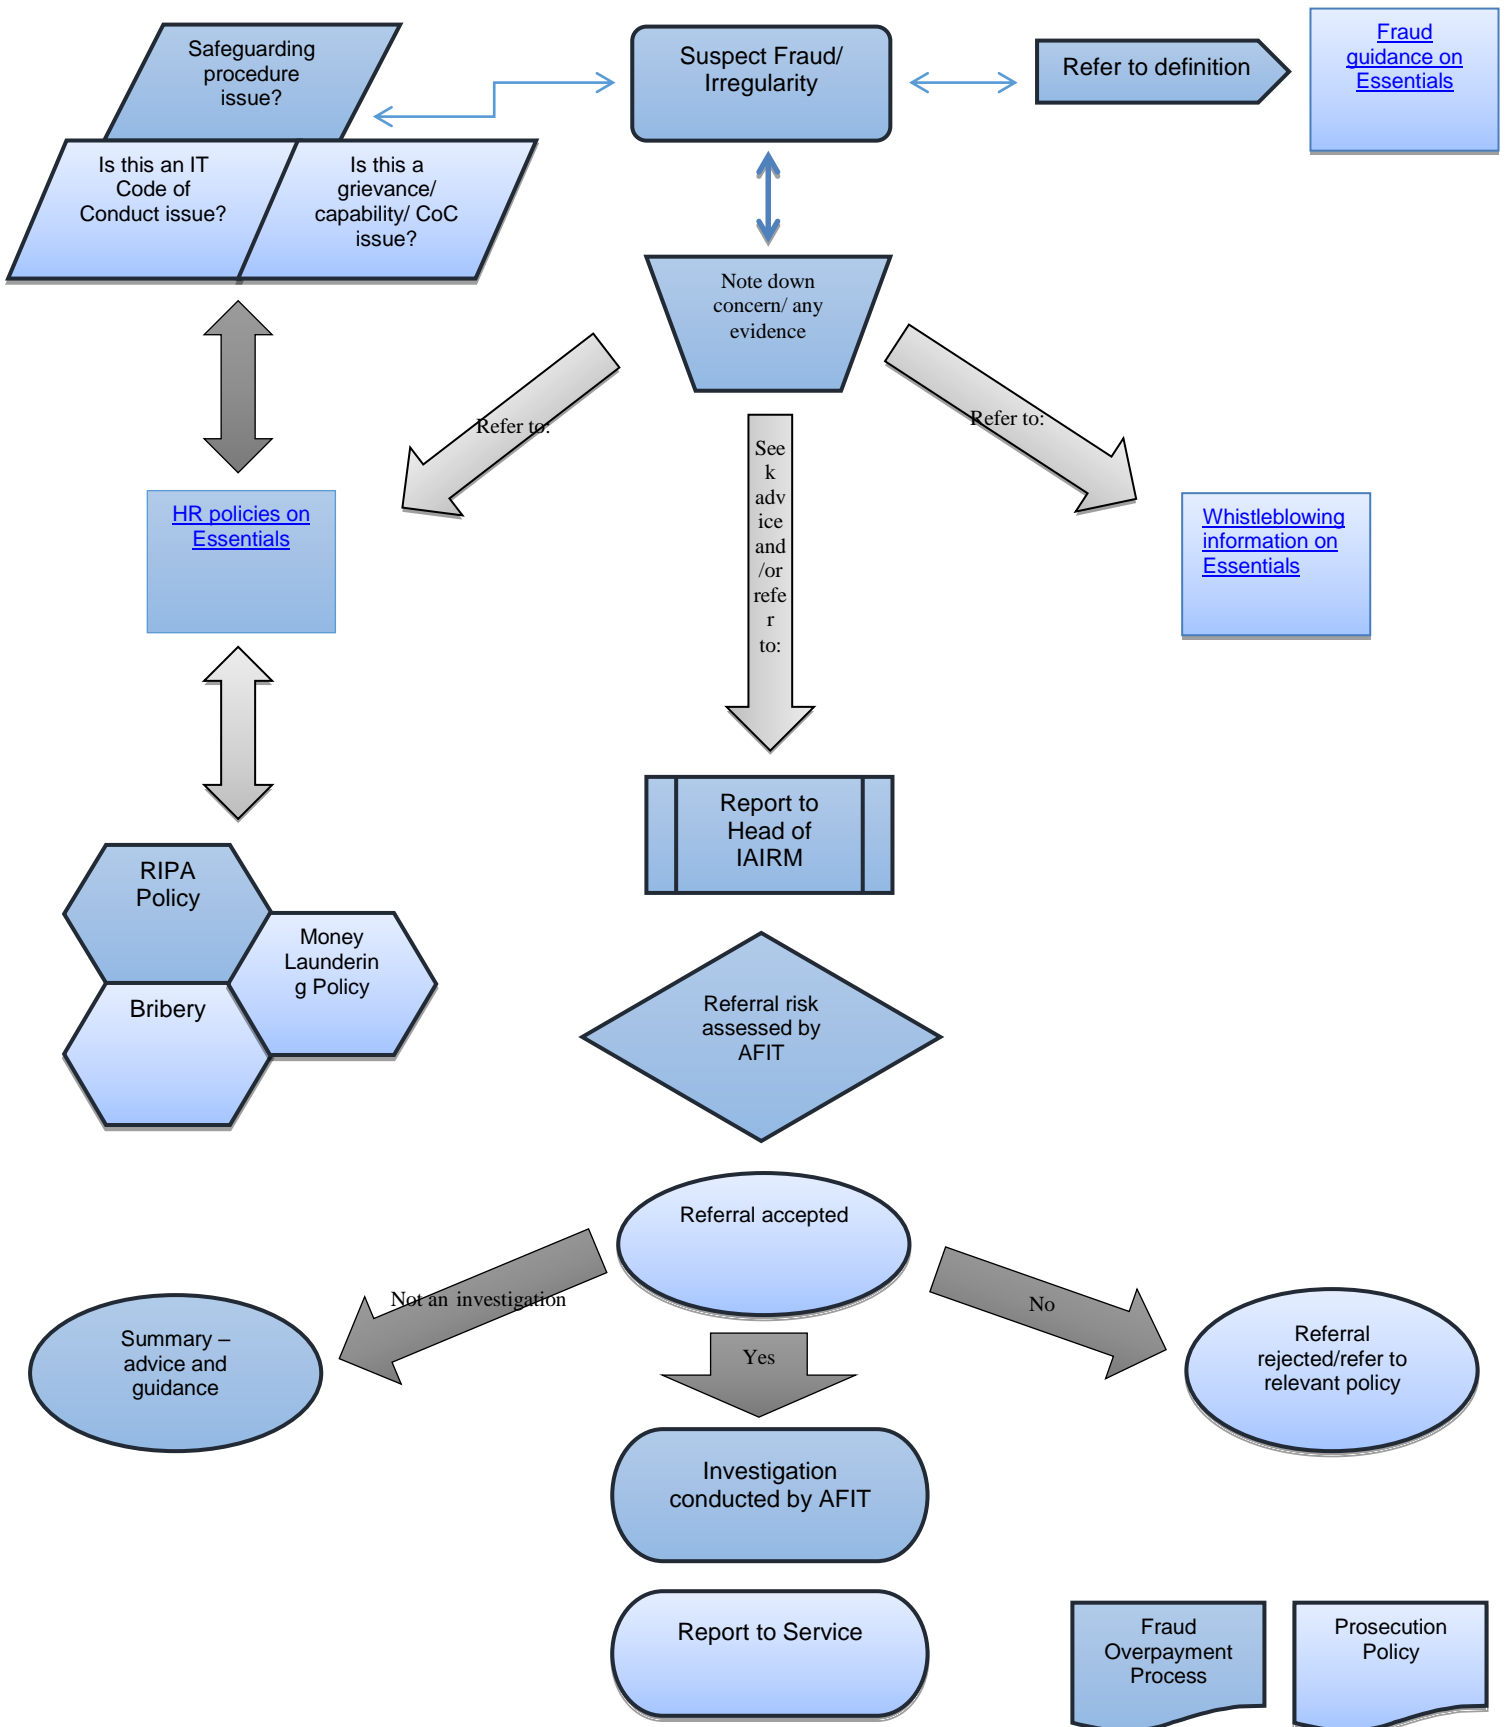 Safeguarding
procedure
issue?
Suspect Fraud/
Irregularity
Refer to definition
Fraud
guidance on
Essentials
Is this an IT
Code of
Conduct issue?
Is this a
grievance/
capability/ CoC
issue?
Note down
concern/ any
evidence
Refer to:
See
k
adv
ice
and
/or
refe
r
to:
Refer to:
HR policies on
Essentials
Whistleblowing
information on
Essentials
Report to
Head of
IAIRM
RIPA
Policy
Money
Launderin
g Policy
Bribery
Referral risk
assessed by
AFIT
Referral accepted
Not an investigation
Yes
No
Summary –
advice and
guidance
Referral
rejected/refer to
relevant policy
Investigation
conducted by AFIT
Report to Service
Fraud
Overpayment
Process
Prosecution
Policy